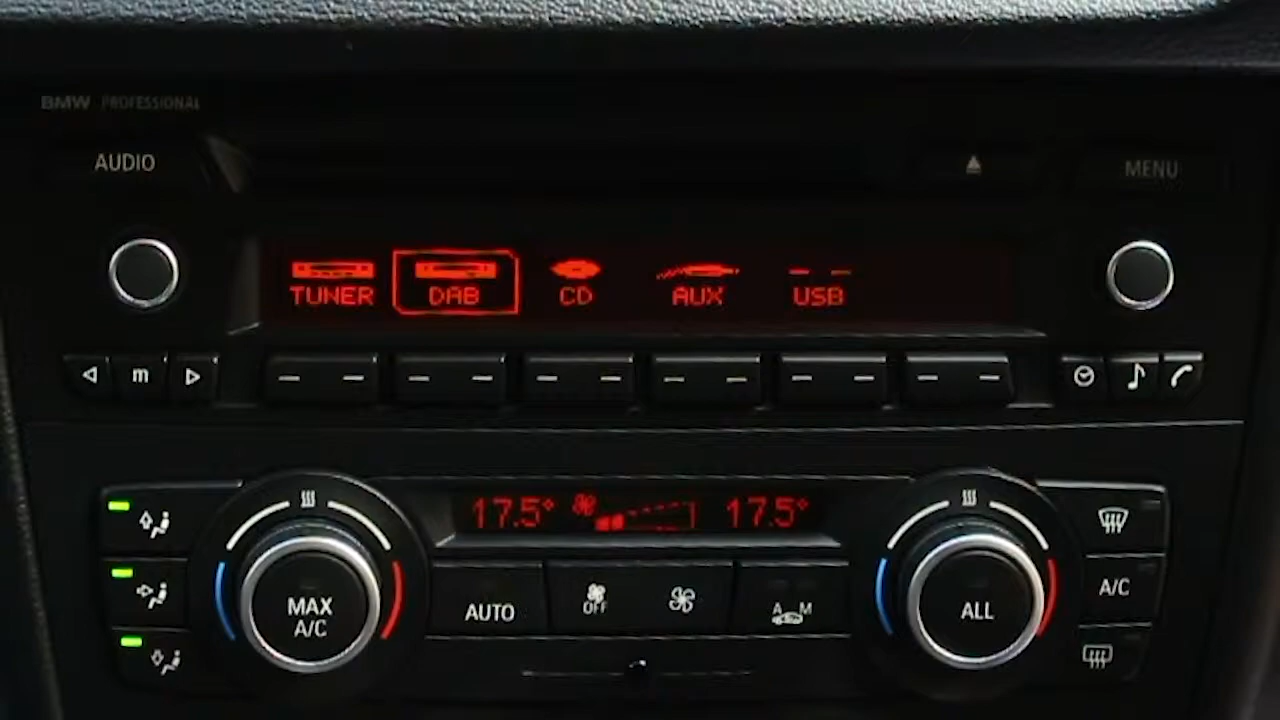 BMW PROFESSIONAL
AUDIO
MENU
TUNER DAB CD AUX USB
m
17.5° 17.5°
MAX A/C
AUTO
OFF
A M
ALL
A/C